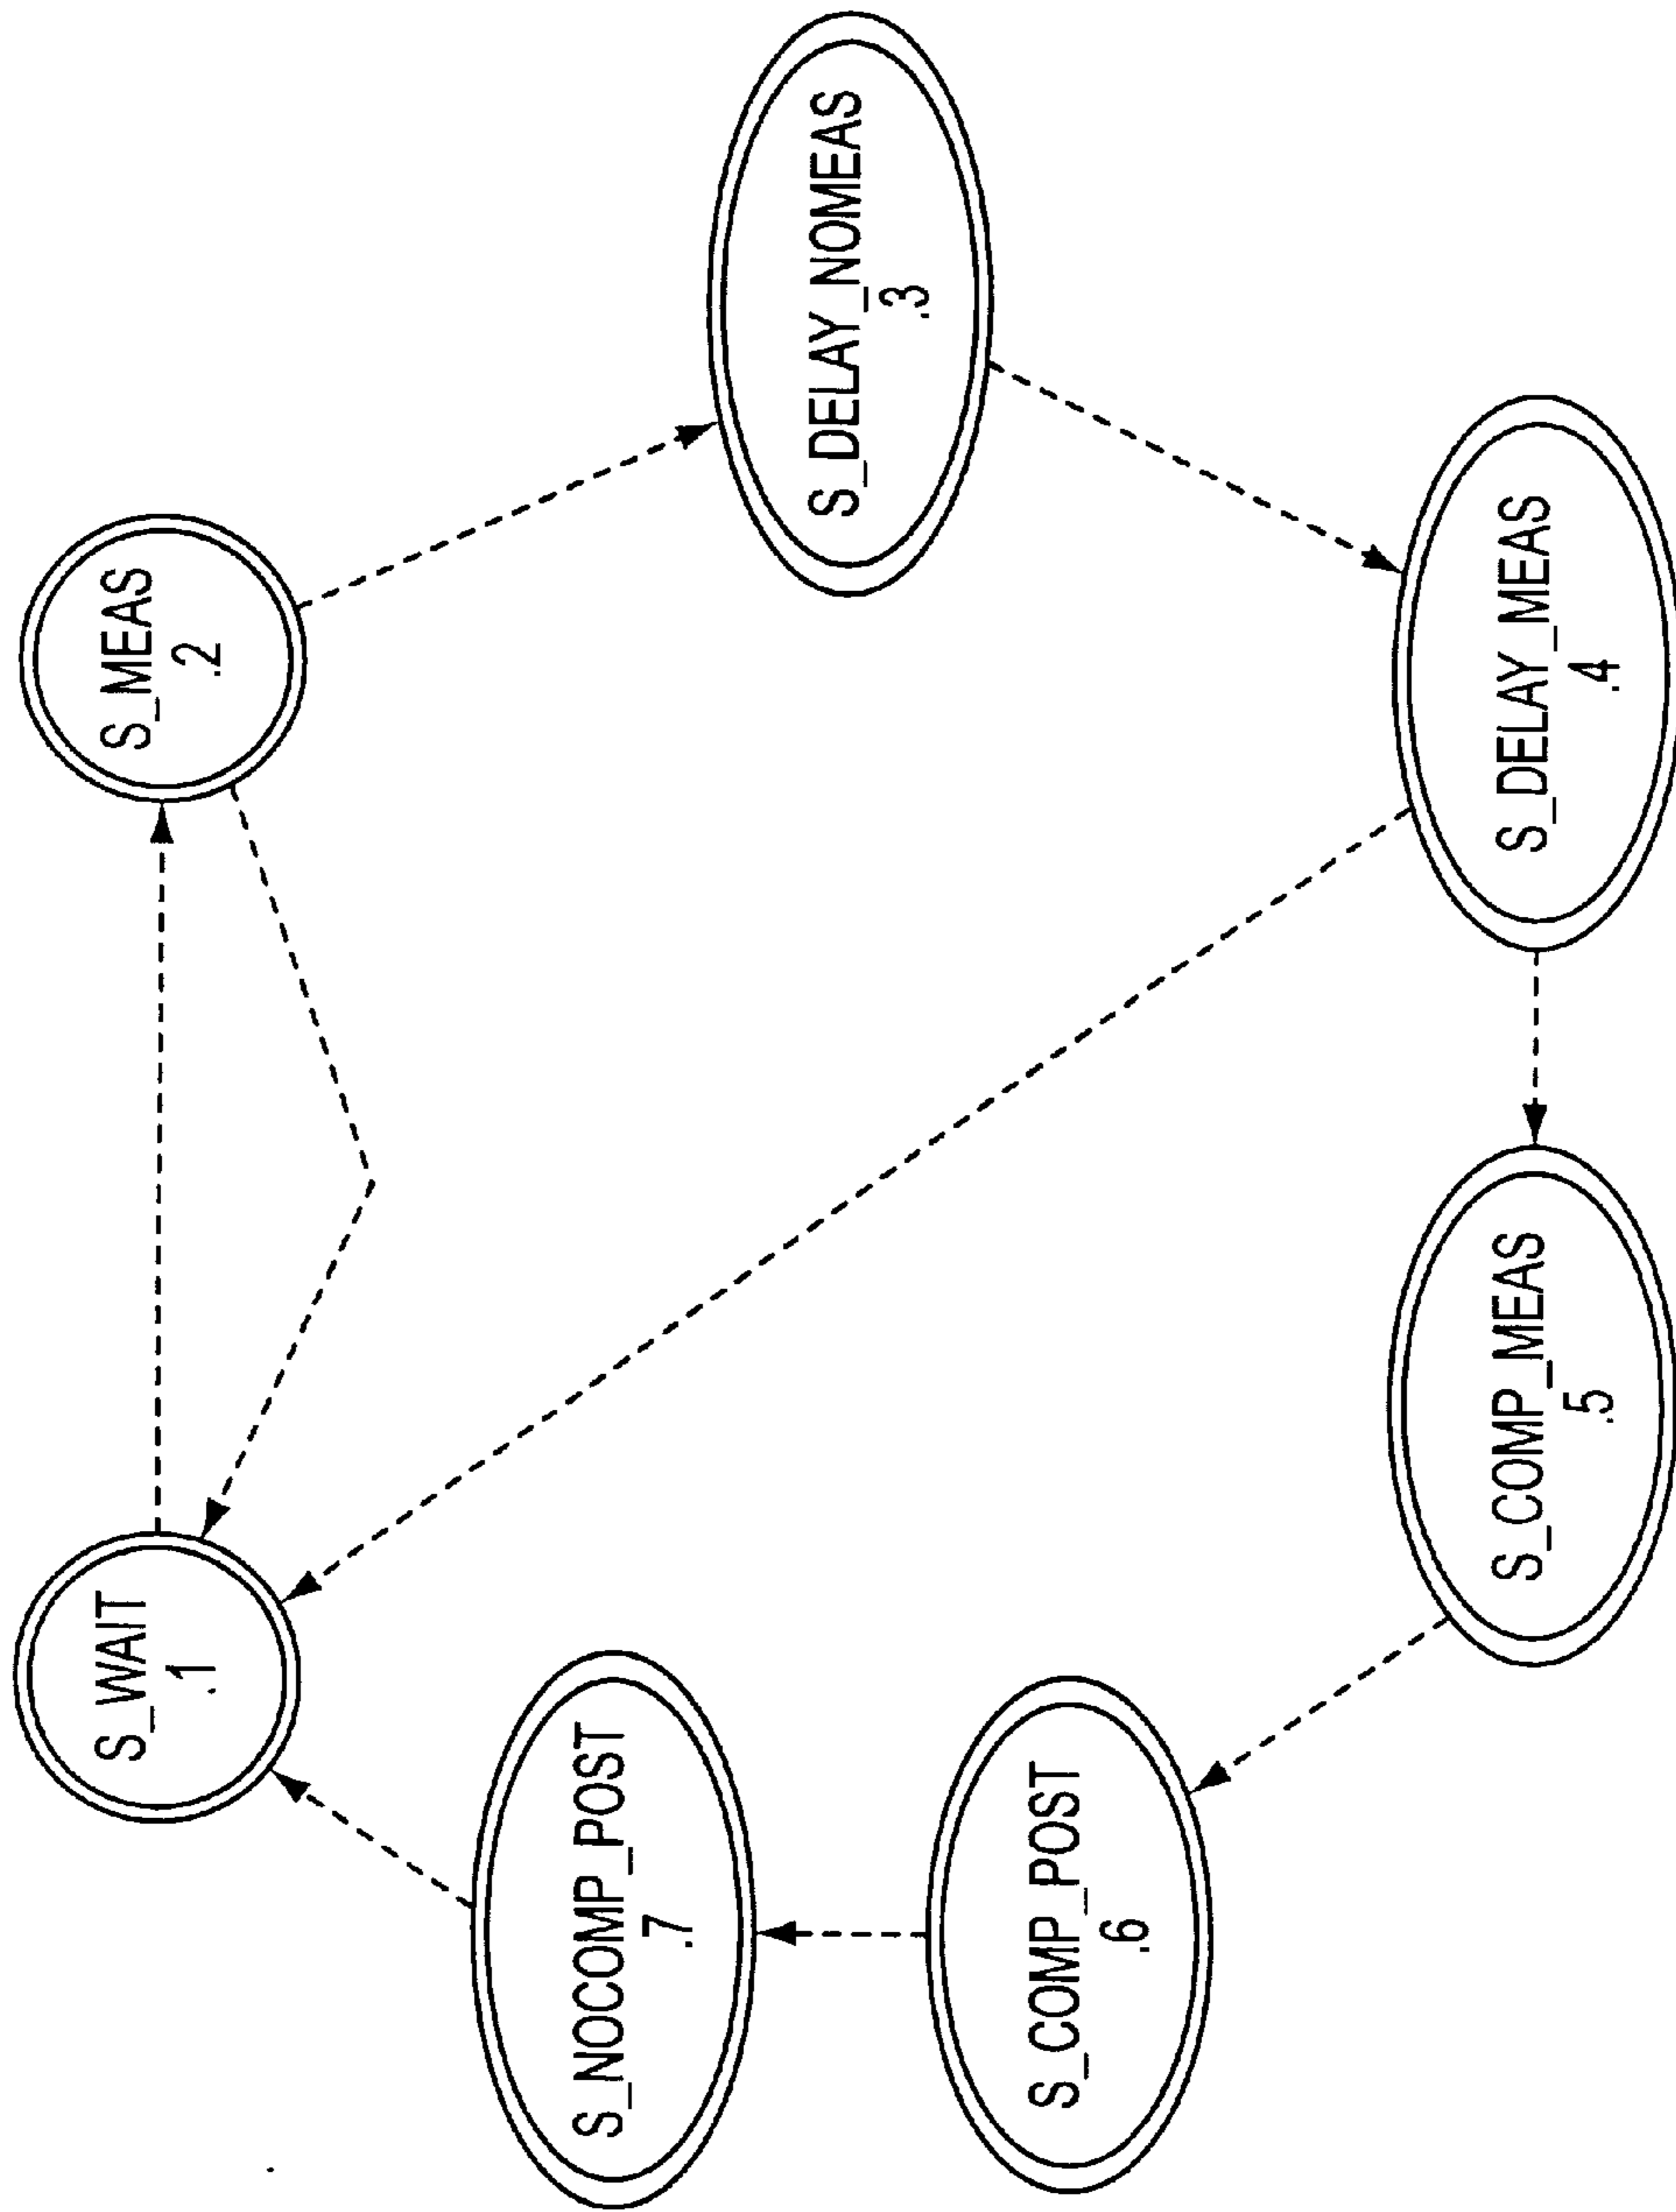 S_WAIT
.1
S_MEAS
.2
S_DELAY_NOMEAS
.3
S_DELAY_MEAS
.4
S_COMP_MEAS
.5
S_COMP_POST
.6
S_NOCOMP_POST
.7